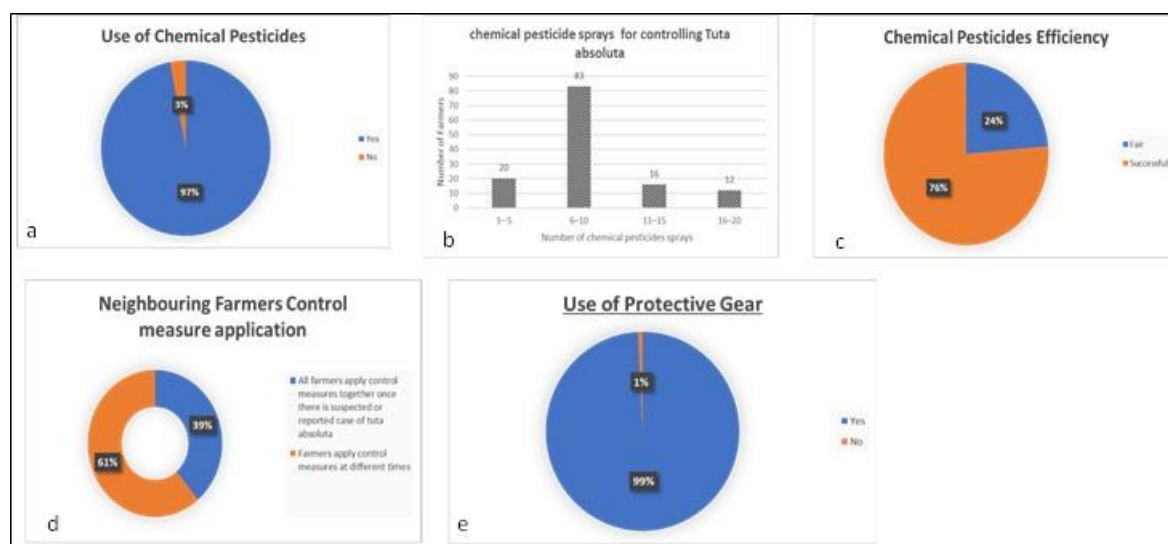 Use of Chemical Pesticides
3%
97%
Yes
No
a
chemical pesticide sprays for controlling Tuta
absoluta
Number of Farmers
90
80
70
60
50
40
30
20
10
0
20
83
16
12
1–5
6–10
11–15
16–20
Number of chemical pesticides sprays
b
Chemical Pesticides Efficiency
24%
76%
Fair
Successful
c
Neighbouring Farmers Control
measure application
39%
61%
All farmers apply control
measures together once
there is suspected or
reported case of tuta
absoluta
Farmers apply control
measures at different times
d
Use of Protective Gear
1%
99%
Yes
No
e